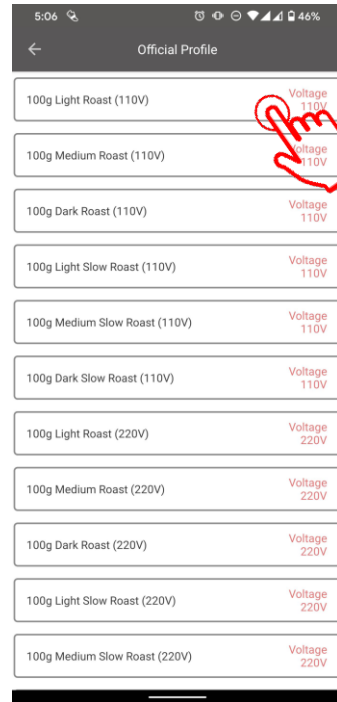 5:06 46%
Official Profile
100g Light Roast (110V) Voltage
110V
100g Medium Roast (110V) Voltage
110V
100g Dark Roast (110V) Voltage
110V
100g Light Slow Roast (110V) Voltage
110V
100g Medium Slow Roast (110V) Voltage
110V
100g Dark Slow Roast (110V) Voltage
110V
100g Light Roast (220V) Voltage
220V
100g Medium Roast (220V) Voltage
220V
100g Dark Roast (220V) Voltage
220V
100g Light Slow Roast (220V) Voltage
220V
100g Medium Slow Roast (220V) Voltage
220V